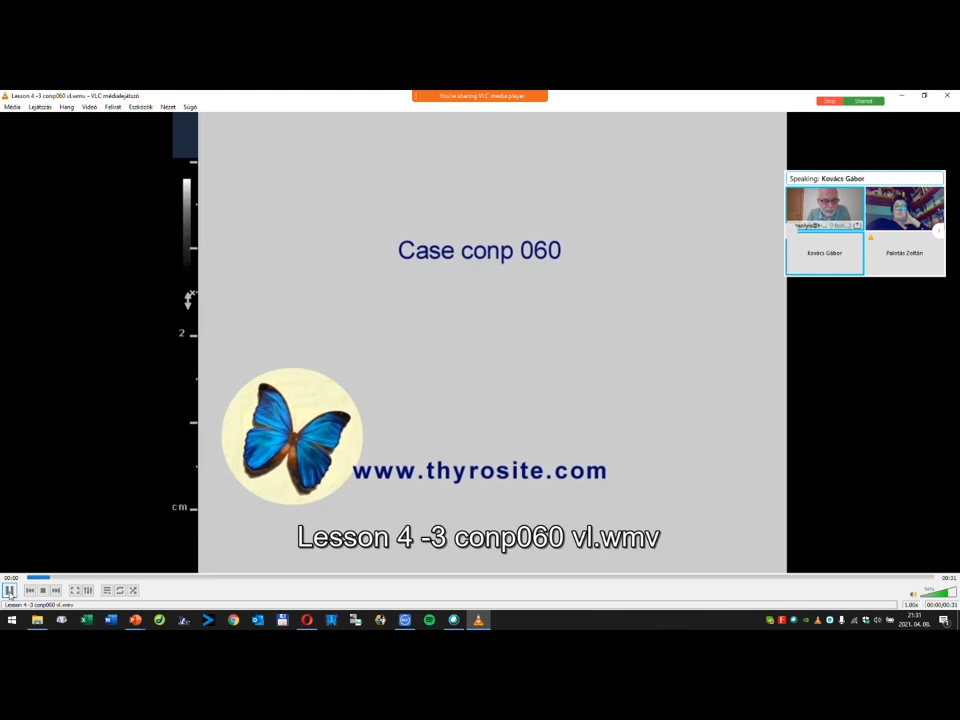 Lesson 4 -3 conp060 vl.wmv - VLC médialejátszó
You're sharing VLC media player
Média Lejátszás Hang Videó Felirat Eszközök Nézet Súgó
Stop Shared
Speaking: Kovács Gábor
Kovács Gábor
Palotás Zoltán
Case conp 060
2
www.thyrosite.com
cm
Lesson 4 -3 conp060 vl.wmv
00:00
00:31
Lesson 4 -3 conp060 vl.wmv
1.00x 00:00/00:31
21:31
2021. 04. 08.